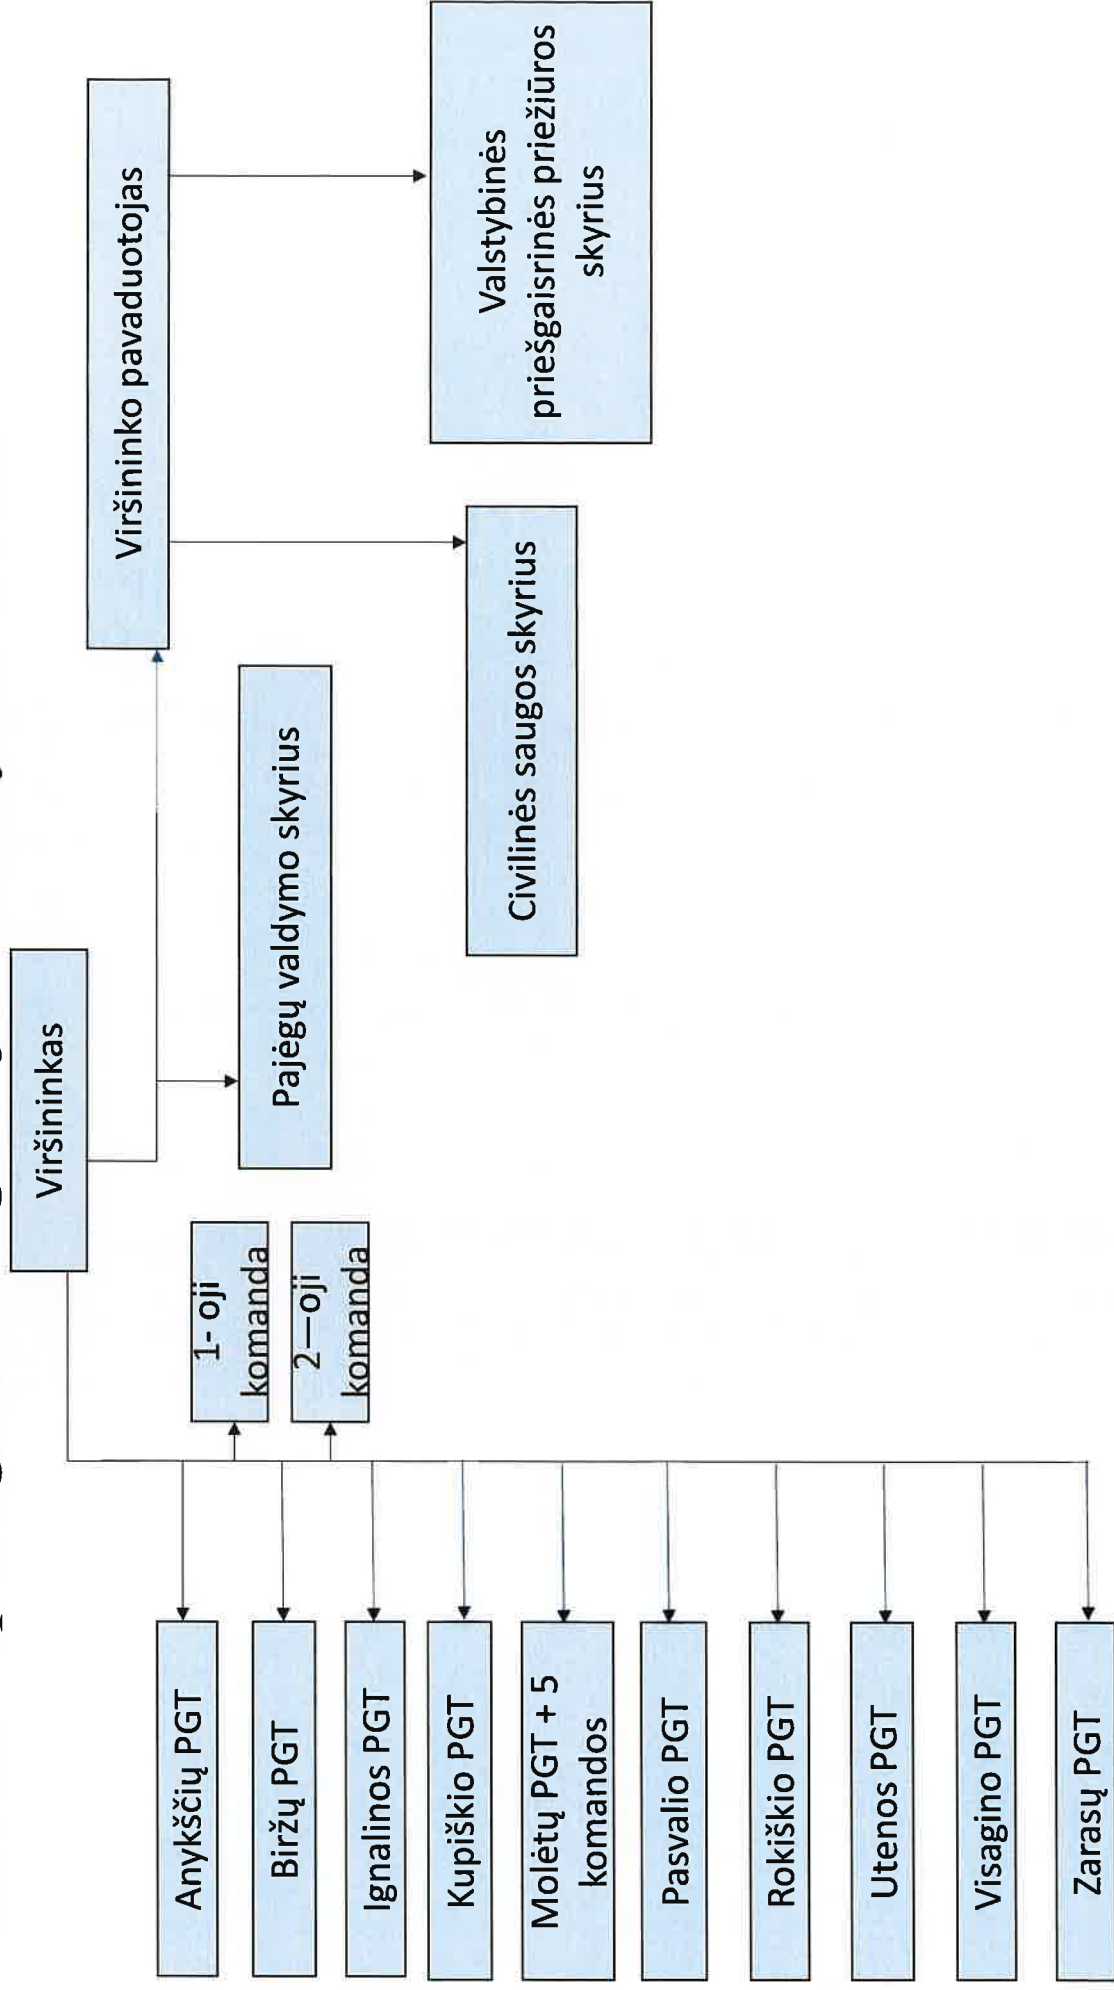 Viršininkas
Viršininko pavaduotojas
Pajėgų valdymo skyrius
Civilinės saugos skyrius
Valstybinės
priešgaisrinės priežiūros
skyrius
1- oji
komanda
2—oji
komanda
Anykščių PGT
Biržų PGT
Ignalinos PGT
Kupiškio PGT
Molėtų PGT + 5
komandos
Pasvalio PGT
Rokiškio PGT
Utenos PGT
Visagino PGT
Zarasų PGT